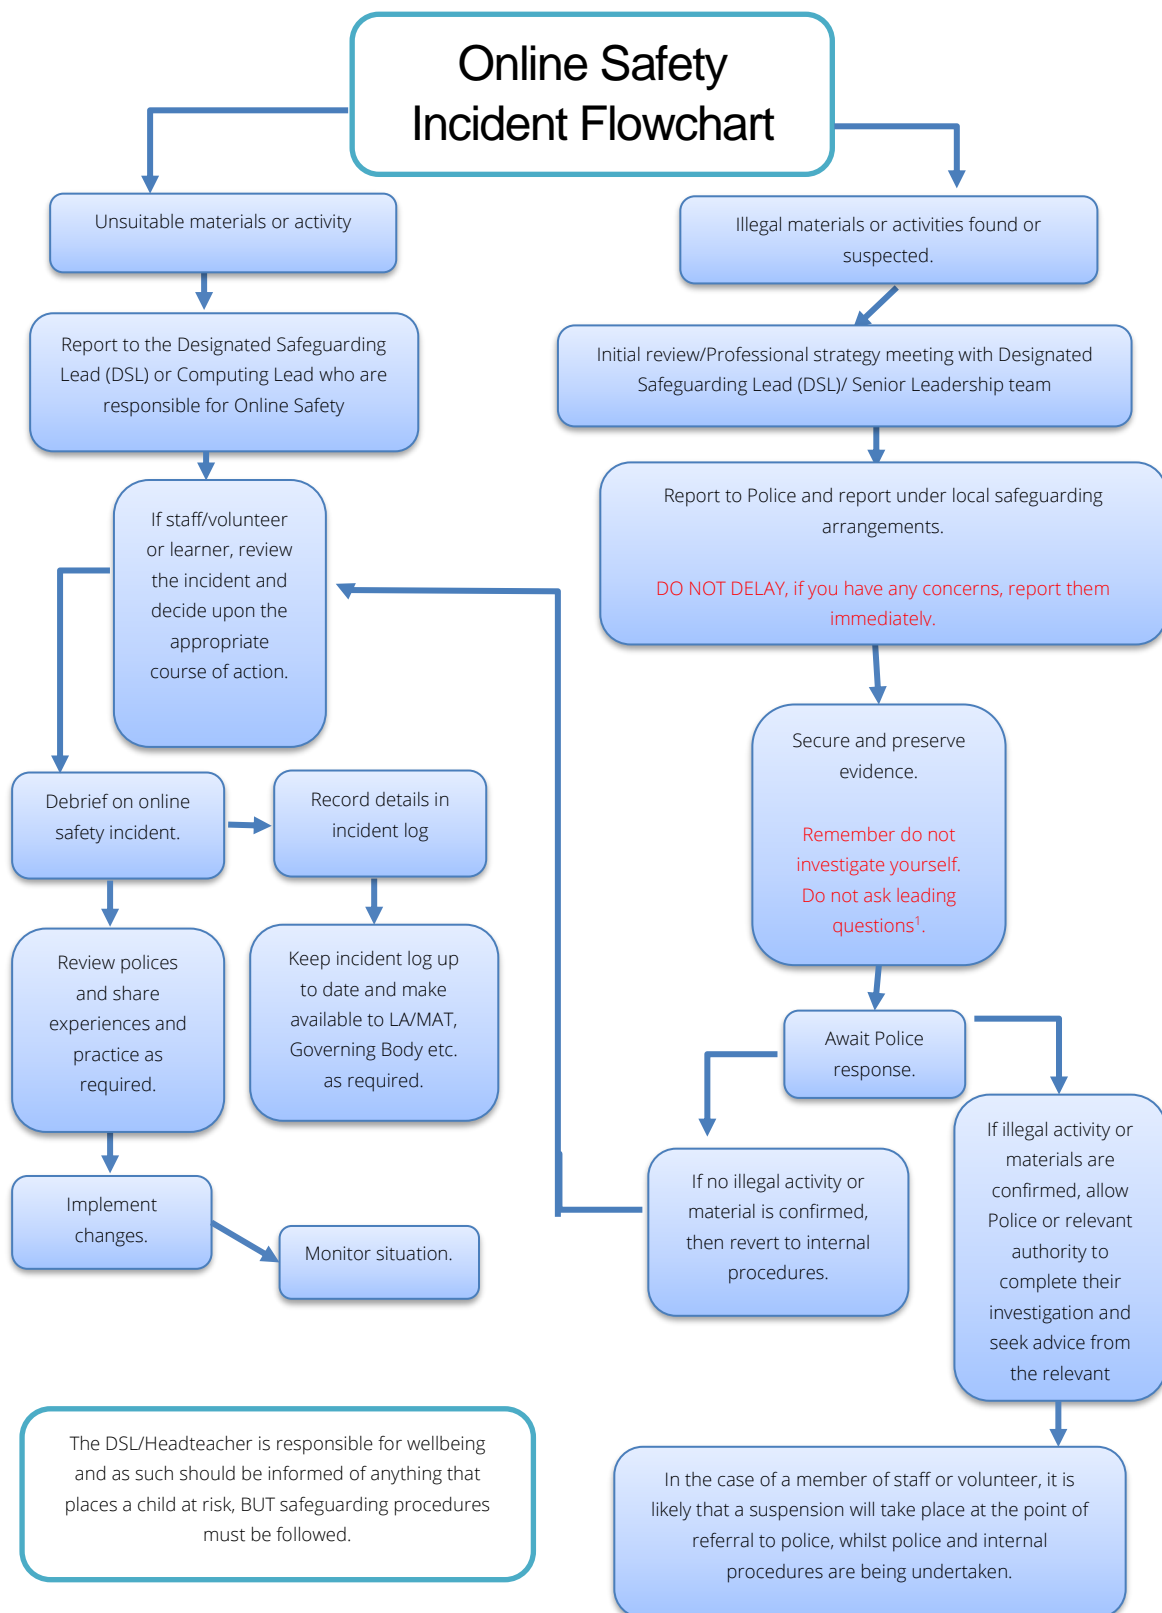 Online Safety
Incident Flowchart
Unsuitable materials or activity
Report to the Designated Safeguarding
Lead (DSL) or Computing Lead who are
responsible for Online Safety
If staff/volunteer
or learner, review
the incident and
decide upon the
appropriate
course of action.
Debrief on online
safety incident.
Record details in
incident log
Review polices
and share
experiences and
practice as
required.
Keep incident log up
to date and make
available to LA/MAT,
Governing Body etc.
as required.
Implement
changes.
Monitor situation.
Illegal materials or activities found or
suspected.
Initial review/Professional strategy meeting with Designated
Safeguarding Lead (DSL)/ Senior Leadership team
Report to Police and report under local safeguarding
arrangements.
DO NOT DELAY, if you have any concerns, report them
immediately.
Secure and preserve
evidence.
Remember do not
investigate yourself.
Do not ask leading
questions¹.
Await Police
response.
If no illegal activity or
material is confirmed,
then revert to internal
procedures.
If illegal activity or
materials are
confirmed, allow
Police or relevant
authority to
complete their
investigation and
seek advice from
the relevant
In the case of a member of staff or volunteer, it is
likely that a suspension will take place at the point of
referral to police, whilst police and internal
procedures are being undertaken.
The DSL/Headteacher is responsible for wellbeing
and as such should be informed of anything that
places a child at risk, BUT safeguarding procedures
must be followed.